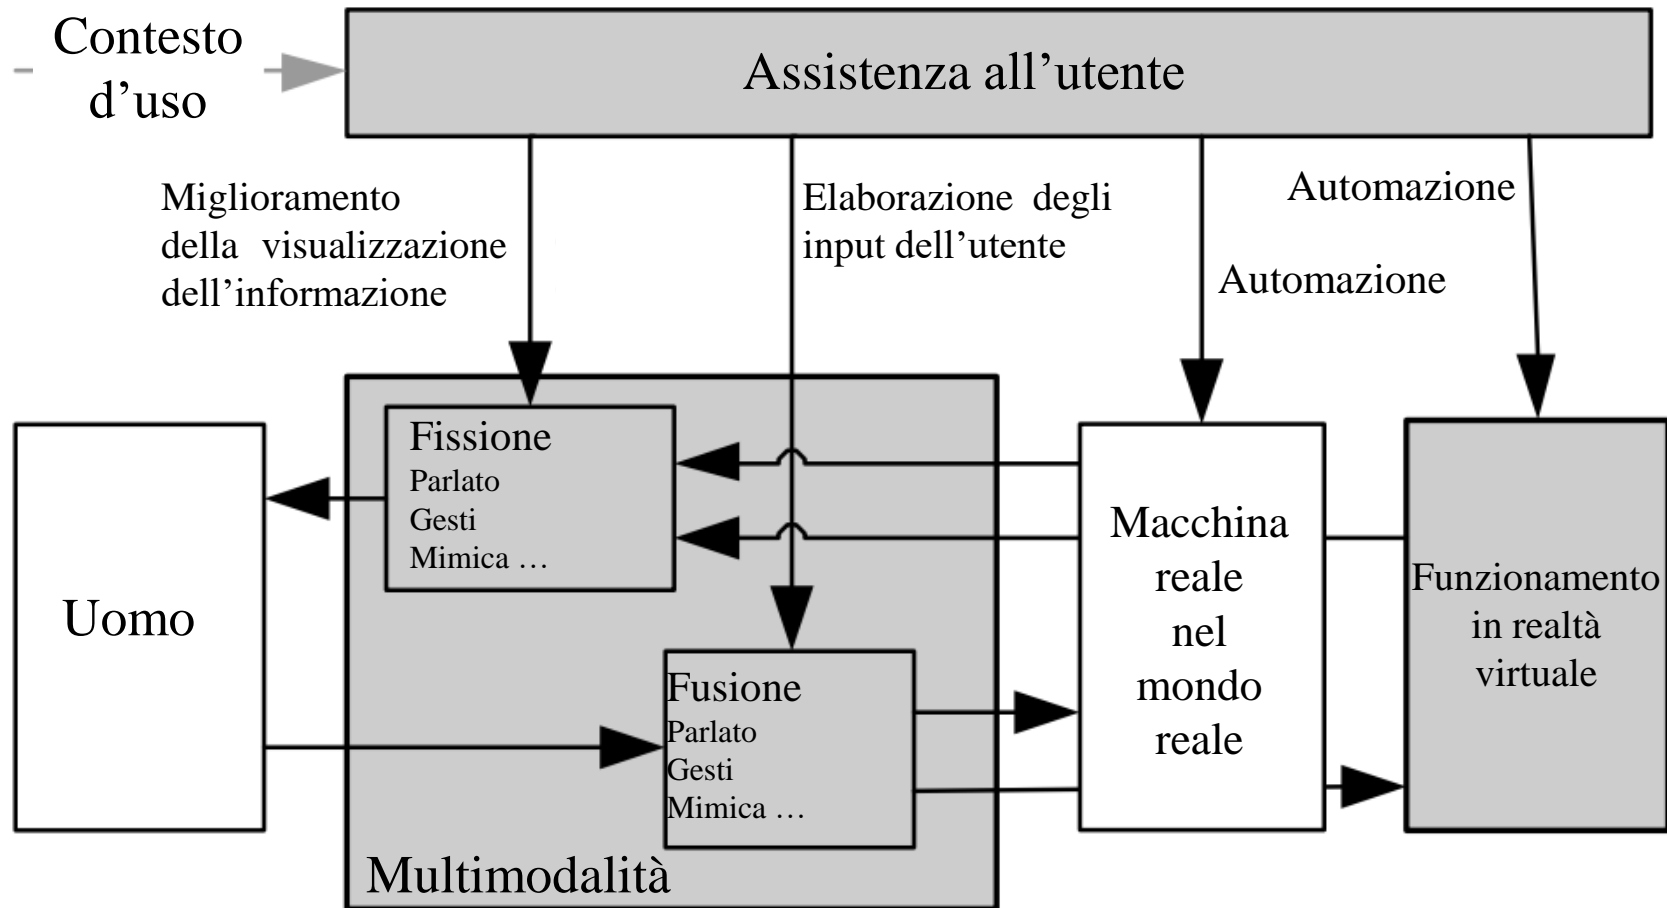 Contesto
d’uso
Assistenza all’utente
Miglioramento
della visualizzazione
dell’informazione
Elaborazione degli
input dell’utente
Automazione
Automazione
Uomo
Fissione
Parlato
Gesti
Mimica …
Fusione
Parlato
Gesti
Mimica …
Multimodalità
Macchina
reale
nel
mondo
reale
Funzionamento
in realtà
virtuale